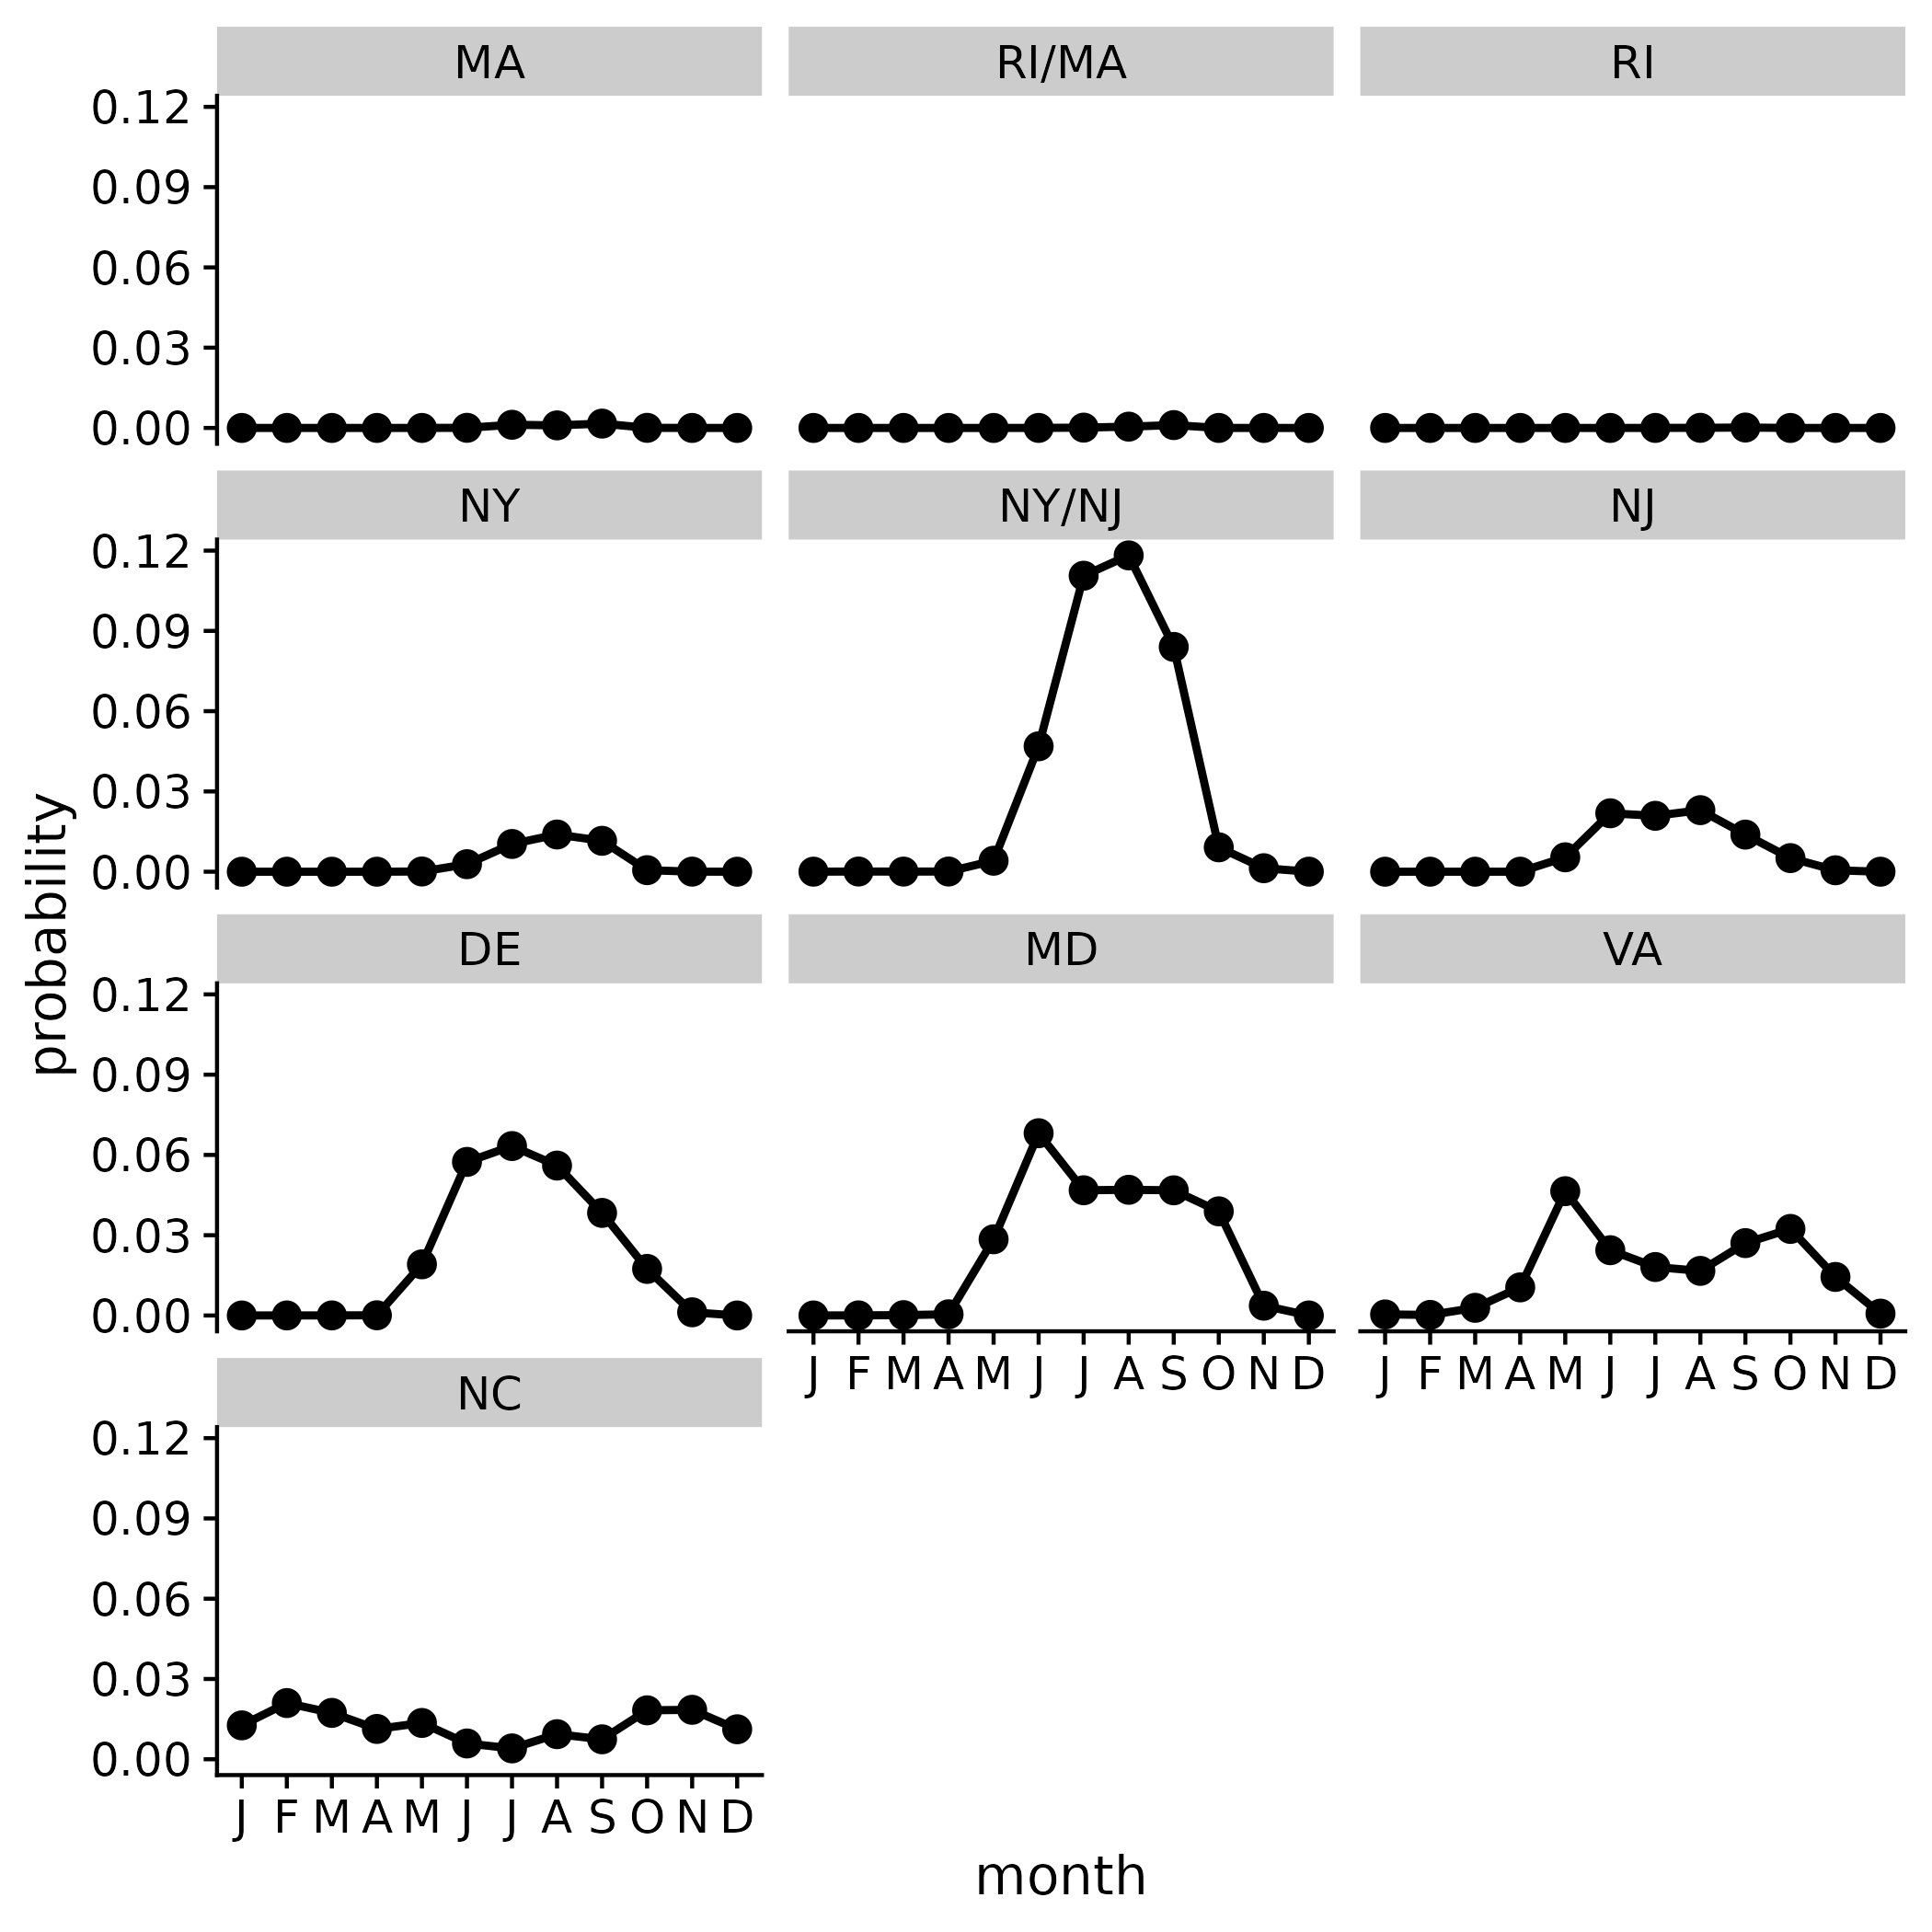 MA
RI/MA
RI
0.12
0.09
0.06
0.03
0.00
NY
NY/NJ
NJ
0.12
0.09
0.06
0.03
0.00
DE
MD
VA
0.12
0.09
0.06
0.03
0.00
J F M A M J J A S O N D
J F M A M J J A S O N D
NC
0.12
0.09
0.06
0.03
0.00
J F M A M J J A S O N D
probability
month